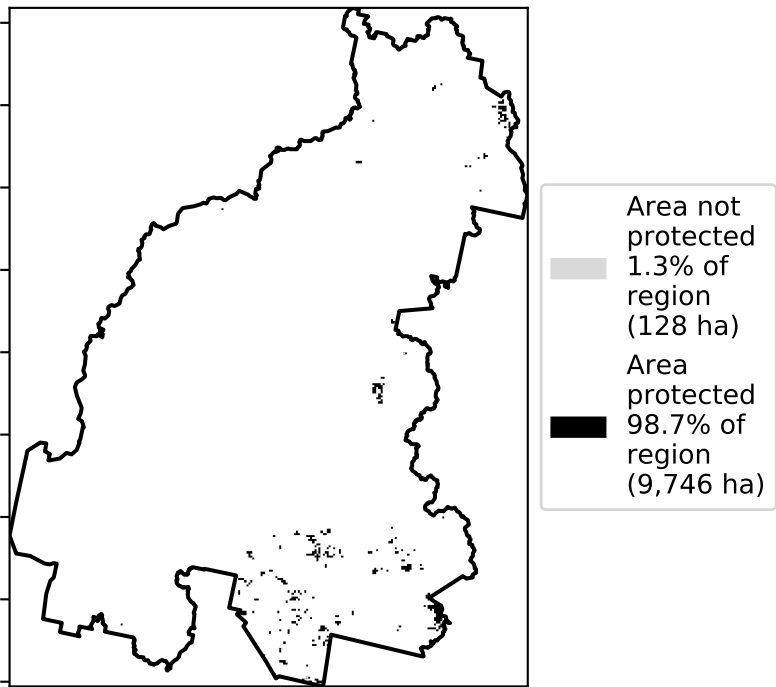 Area not
protected
1.3% of
region
(128 ha)
Area
protected
98.7% of
region
(9,746 ha)